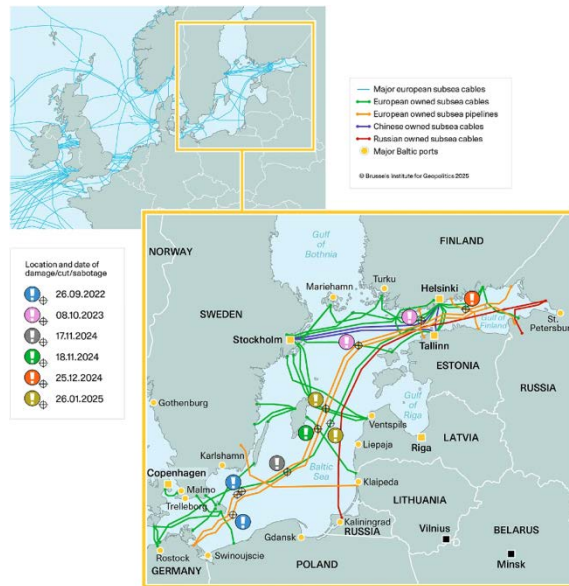 Major european subsea cables
European owned subsea cables
European owned subsea pipelines
Chinese owned subsea cables
Russian owned subsea cables
Major Baltic ports
© Brussels Institute for Geopolitics 2025
Location and date of
damage/cut/sabotage
26.09.2022
08.10.2023
17.11.2024
18.11.2024
25.12.2024
26.01.2025
NORWAY
Gulf
of
Bothnia
FINLAND
Mariehamn
Turku
Helsinki
SWEDEN
Gulf of
Finland
St.
Petersburg
Stockholm
Tallinn
ESTONIA
RUSSIA
Gothenburg
Gulf
of
Riga
Ventspils
LATVIA
Liepaja
Riga
Karlshamn
Baltic
Sea
Copenhagen
Malmo
Klaipeda
Trelleborg
LITHUANIA
Kaliningrad
RUSSIA
Vilnius
BELARUS
Rostock
Swinoujscie
Gdansk
Minsk
GERMANY
POLAND